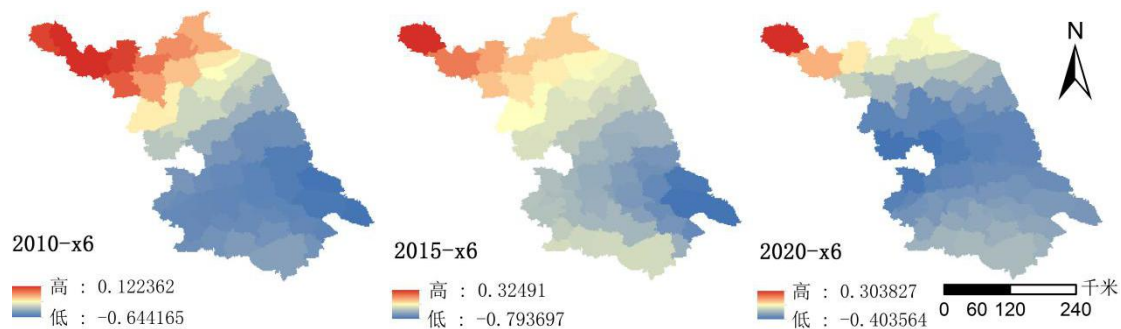 N
2010-x6
高 : 0.122362
低 : -0.644165
2015-x6
高 : 0.32491
低 : -0.793697
2020-x6
高 : 0.303827
低 : -0.403564
千米
0 60 120 240